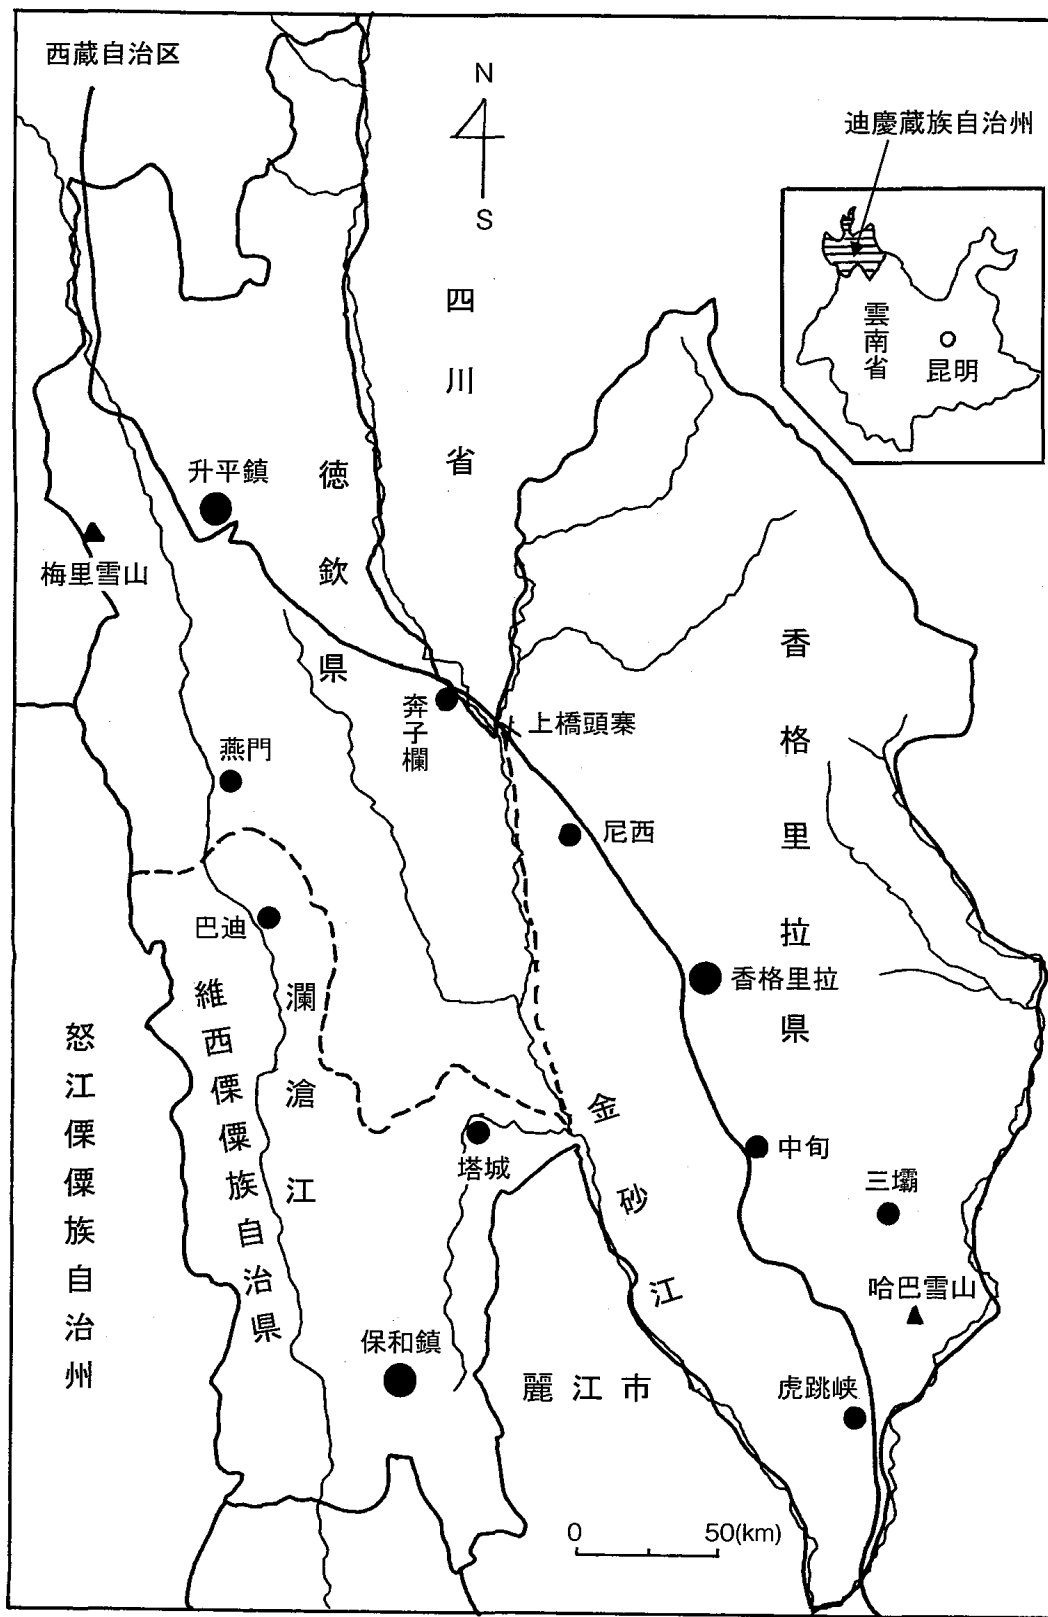 西蔵自治区
N
S
迪慶蔵族自治州
雲南省
昆明
四川省
徳欽県
升平鎮
梅里雪山
奔子欄
上橋頭寨
燕門
尼西
香格里拉県
巴迪
香格里拉
維西傈僳族自治県
瀾滄江
怒江傈僳族自治州
金砂江
塔城
中旬
三壩
哈巴雪山
保和鎮
麗江市
虎跳峡
0 50(km)